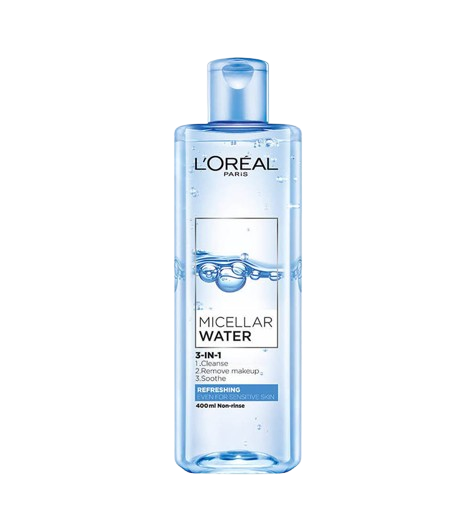 L'ORÉAL
PARIS
MICELLAR
WATER
3-IN-1
1.Cleanse
2.Remove makeup
3.Soothe
REFRESHING
EVEN FOR SENSITIVE SKIN
400ml Non-rinse